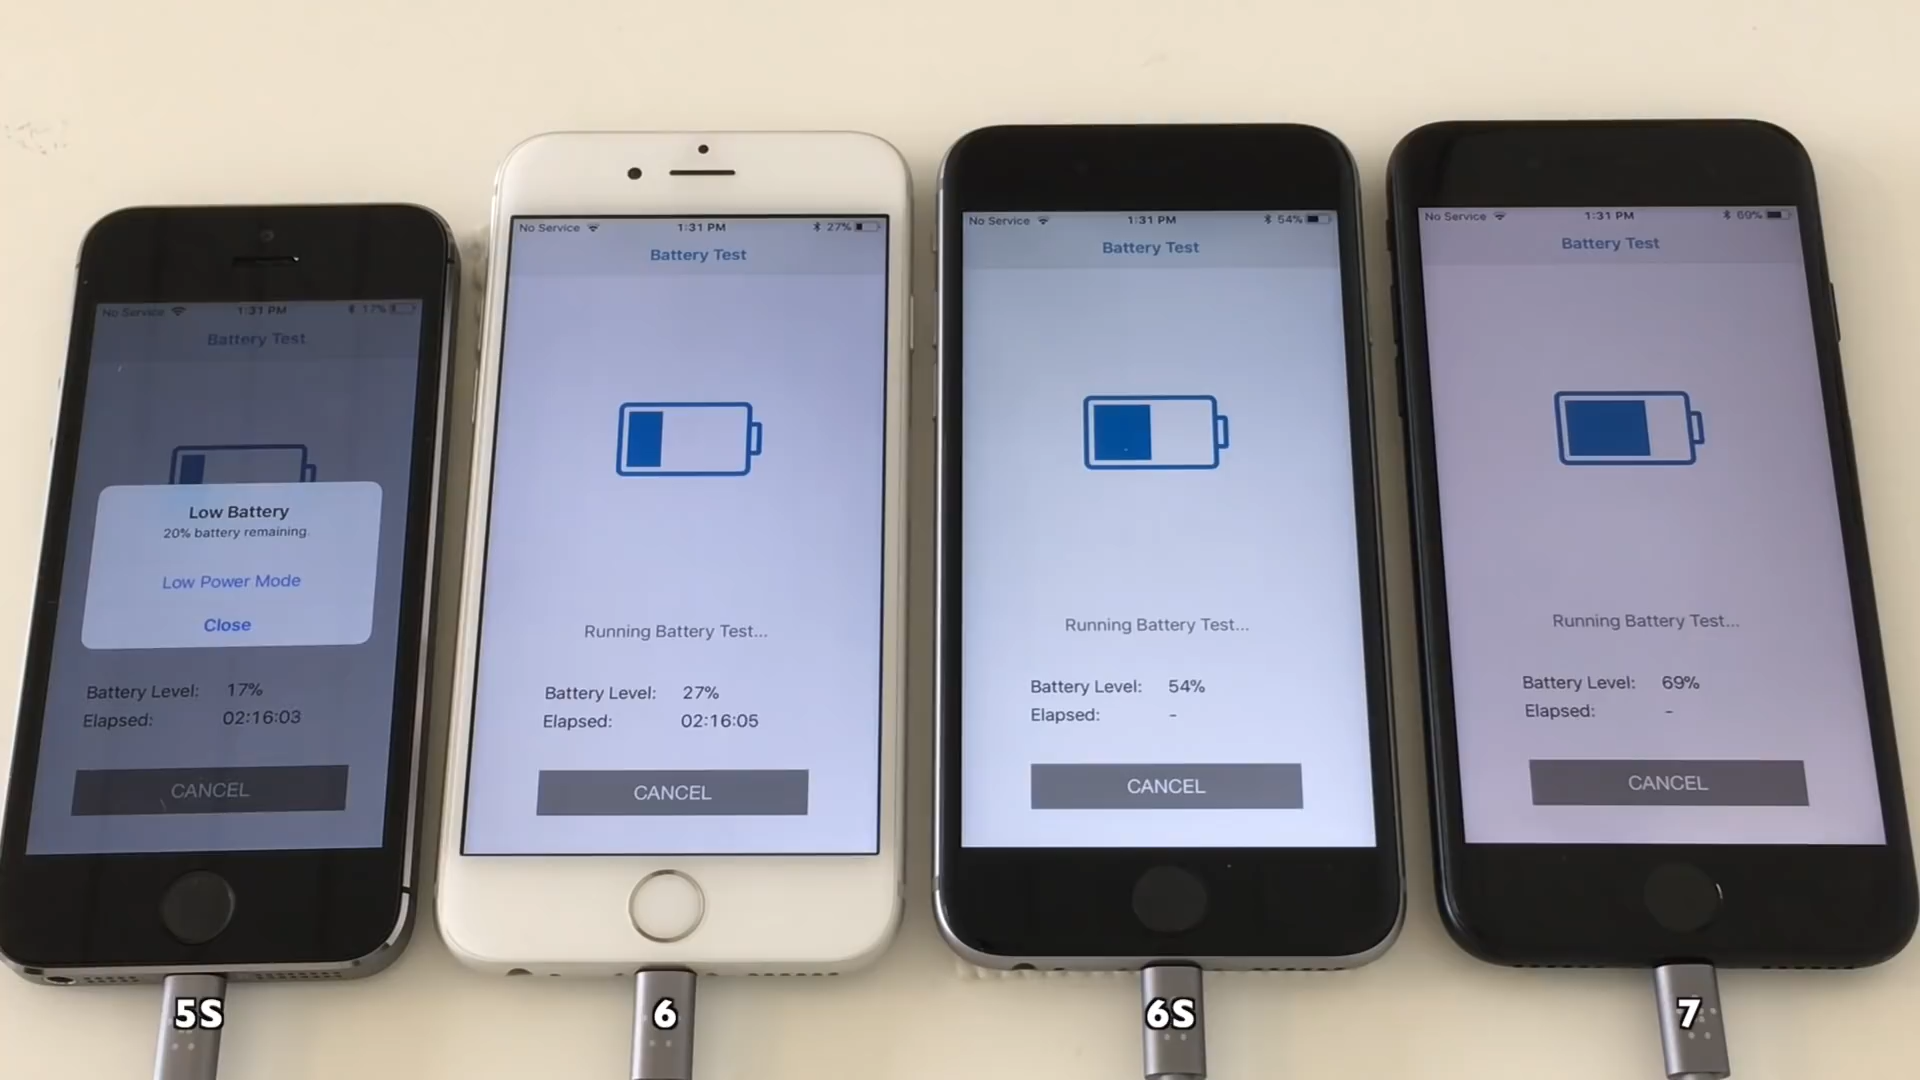 No Service 1:31 PM 17%
Battery Test
Low Battery
20% battery remaining.
Low Power Mode
Close
Battery Level: 17%
Elapsed: 02:16:03
CANCEL
5S
No Service 1:31 PM 27%
Battery Test
Running Battery Test...
Battery Level: 27%
Elapsed: 02:16:05
CANCEL
6
No Service 1:31 PM 54%
Battery Test
Running Battery Test...
Battery Level: 54%
Elapsed: -
CANCEL
6S
No Service 1:31 PM 69%
Battery Test
Running Battery Test...
Battery Level: 69%
Elapsed: -
CANCEL
7